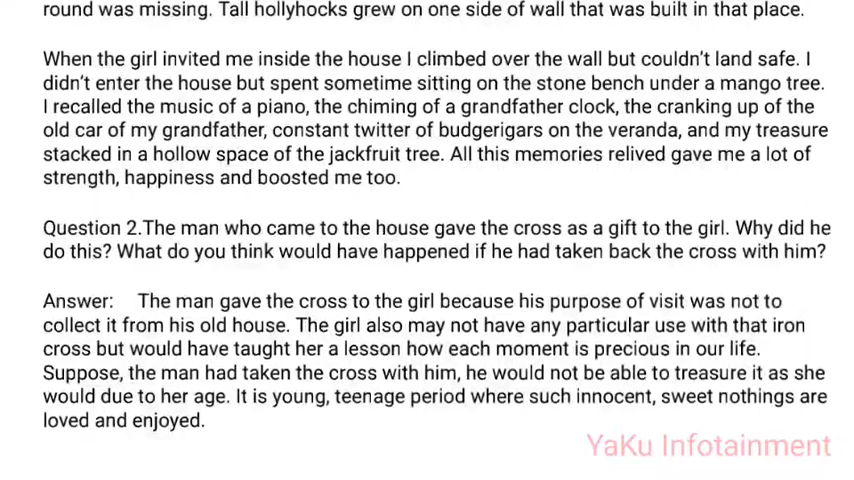 round was missing. Tall hollyhocks grew on one side of wall that was built in that place.
When the girl invited me inside the house I climbed over the wall but couldn't land safe. I
didn't enter the house but spent sometime sitting on the stone bench under a mango tree.
I recalled the music of a piano, the chiming of a grandfather clock, the cranking up of the
old car of my grandfather, constant twitter of budgerigars on the veranda, and my treasure
stacked in a hollow space of the jackfruit tree. All this memories relived gave me a lot of
strength, happiness and boosted me too.
Question 2.The man who came to the house gave the cross as a gift to the girl. Why did he
do this? What do you think would have happened if he had taken back the cross with him?
Answer: The man gave the cross to the girl because his purpose of visit was not to
collect it from his old house. The girl also may not have any particular use with that iron
cross but would have taught her a lesson how each moment is precious in our life.
Suppose, the man had taken the cross with him, he would not be able to treasure it as she
would due to her age. It is young, teenage period where such innocent, sweet nothings are
loved and enjoyed.
YaKu Infotainment